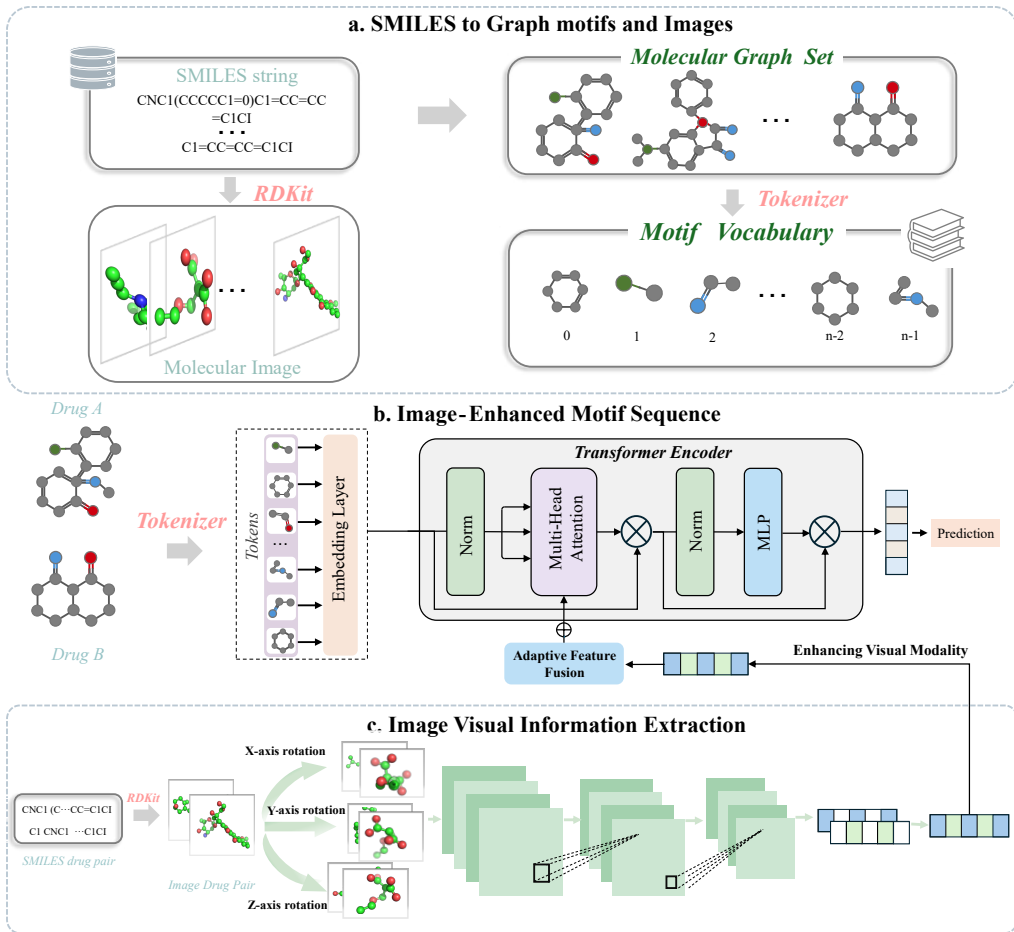 a. SMILES to Graph motifs and Images
SMILES string
CNC1(CCCCC1=0)C1=CC=CC
=C1CI
...
C1=CC=CC=C1CI
RDKit
Molecular Image
...
Molecular Graph Set
...
Tokenizer
Motif Vocabulary
...
0
1
2
n-2
n-1
b. Image-Enhanced Motif Sequence
Drug A
Drug B
Tokenizer
Tokens
...
Embedding Layer
Transformer Encoder
Norm
Multi-Head
Attention
Norm
MLP
Prediction
Adaptive Feature
Fusion
Enhancing Visual Modality
c. Image Visual Information Extraction
CNC1 (C···CC=C1CI
C1 CNC1 ···C1CI
SMILES drug pair
RDKit
Image Drug Pair
X-axis rotation
Y-axis rotation
Z-axis rotation